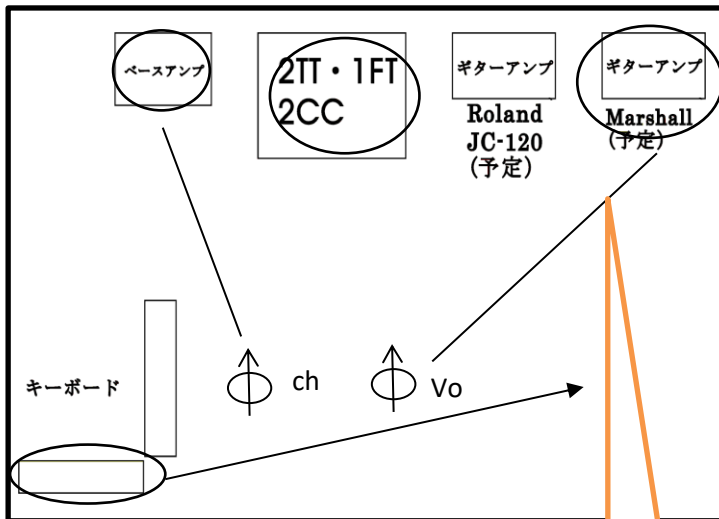 ベースアンプ
2TT・1FT
2CC
ギターアンプ
Roland
JC-120
(予定)
ギターアンプ
Marshall
(予定)
キーボード
ch
Vo